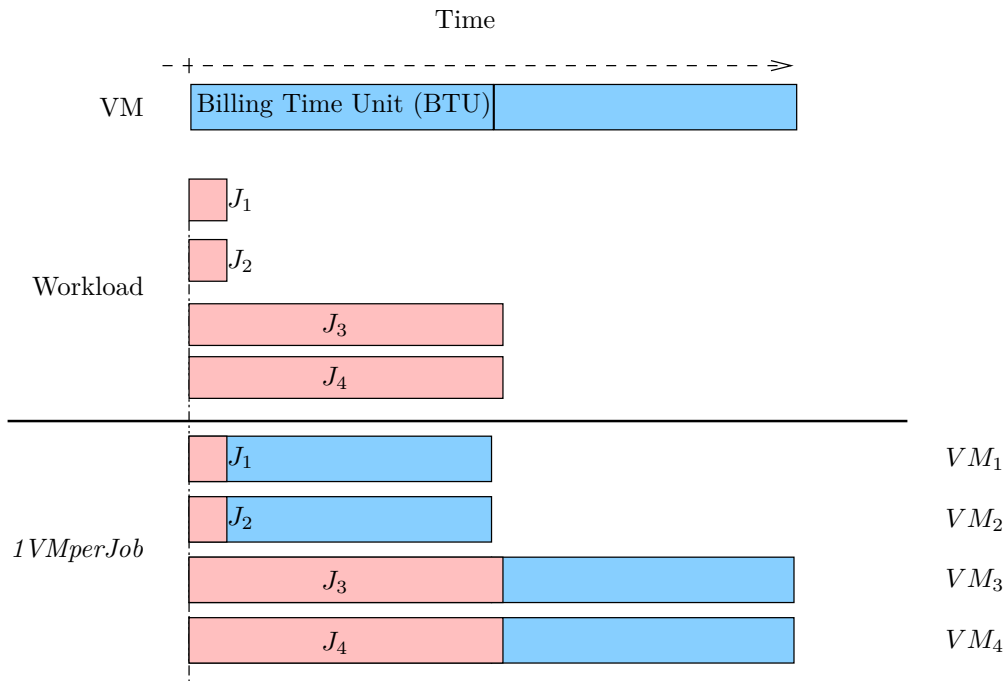 Time
VM
Billing Time Unit (BTU)
J₁
J₂
Workload
J₃
J₄
J₁
VM₁
J₂
VM₂
1VMperJob
J₃
VM₃
J₄
VM₄